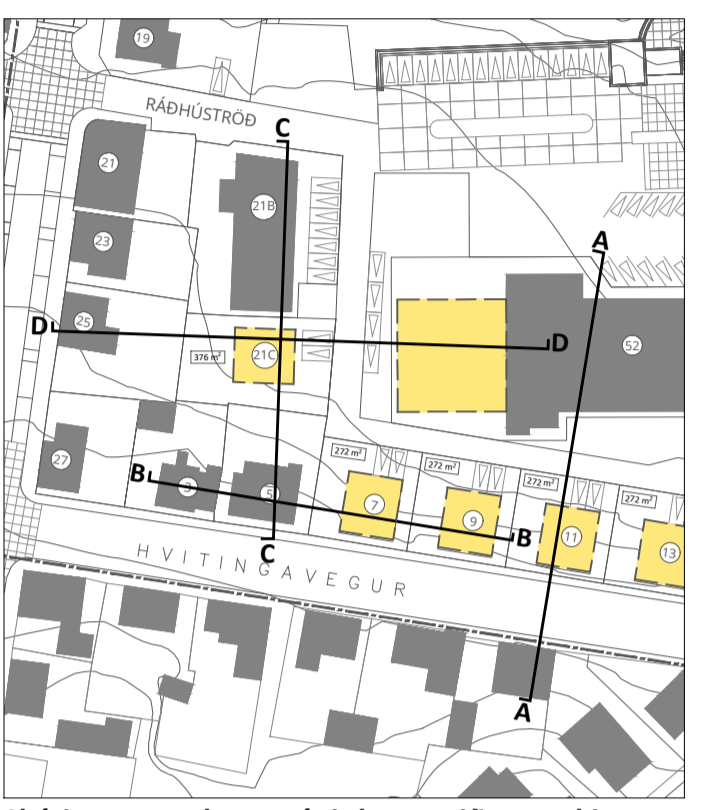 19
RÁÐHÚSTRÖÐ
C
21
21B
23
A
25
D
D
52
376 m²
21C
27
B
3
5
272 m²
7
272 m²
9
272 m²
11
272 m²
13
B
C
HVITINGAVEGUR
A